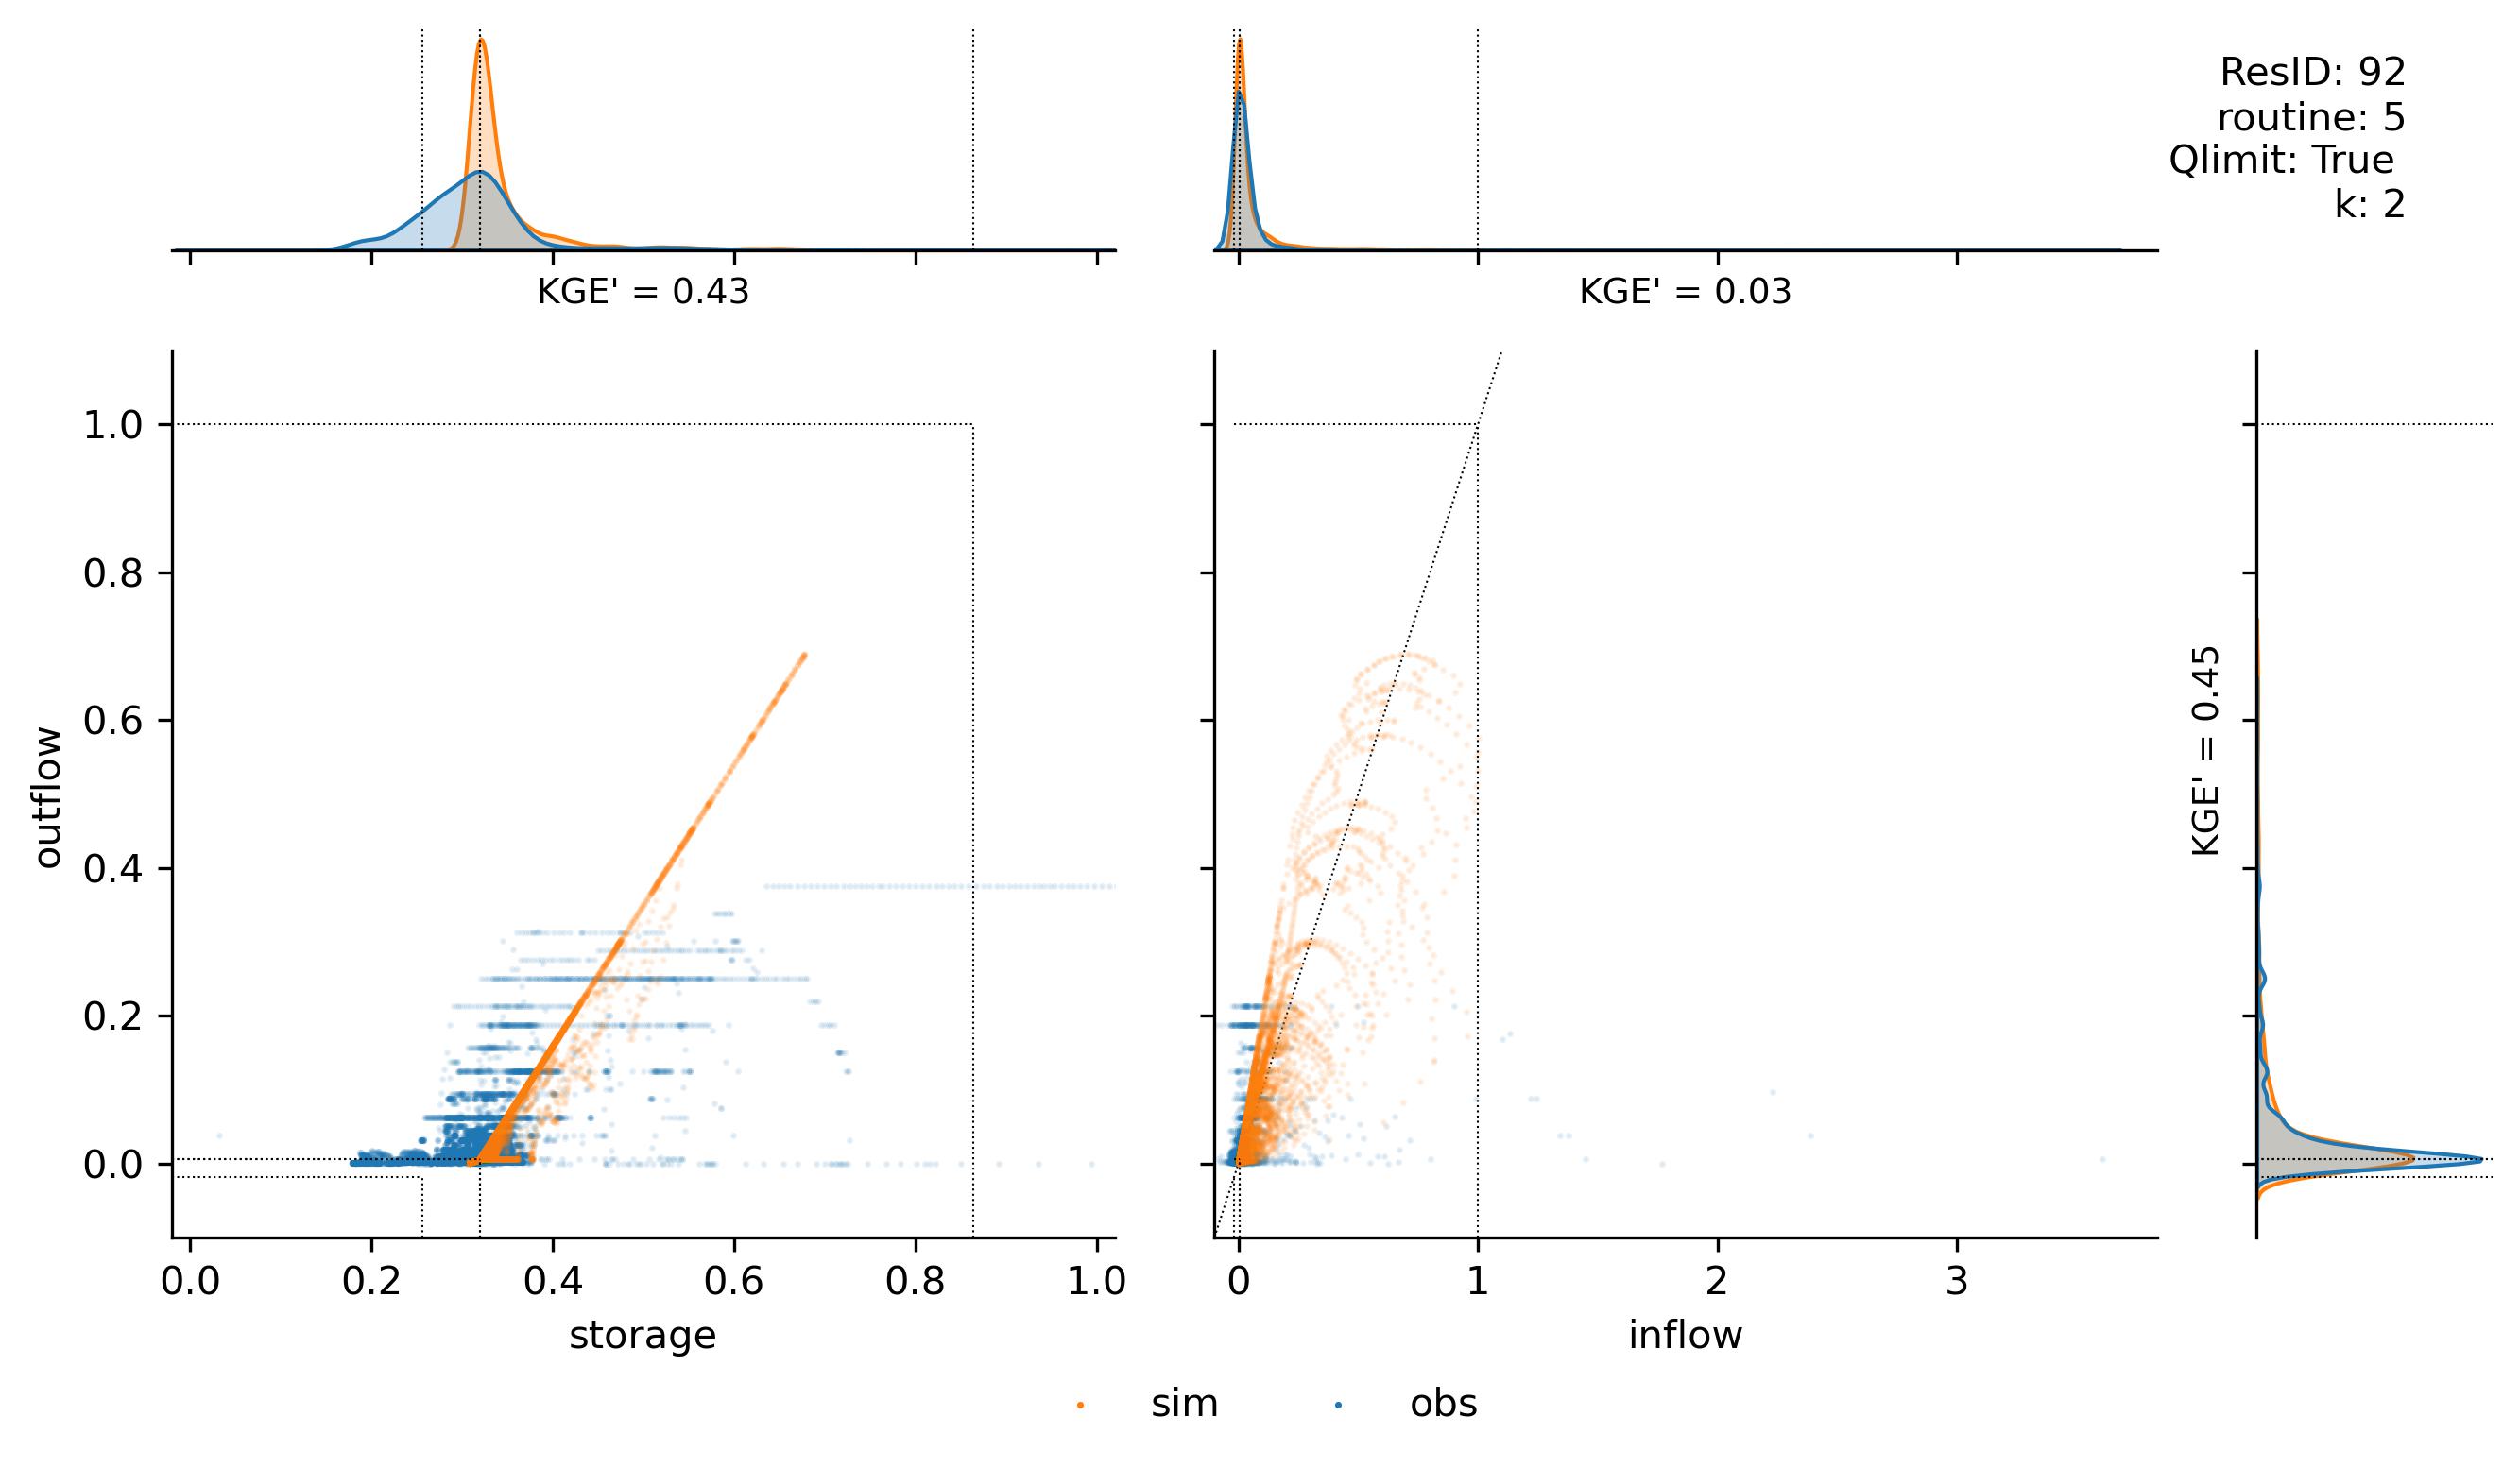 ResID: 92
routine: 5
Qlimit: True
k: 2
KGE' = 0.43
KGE' = 0.03
1.0
0.8
0.6
0.4
0.2
0.0
outflow
KGE' = 0.45
0.0 0.2 0.4 0.6 0.8 1.0
0 1 2 3
storage
inflow
sim obs